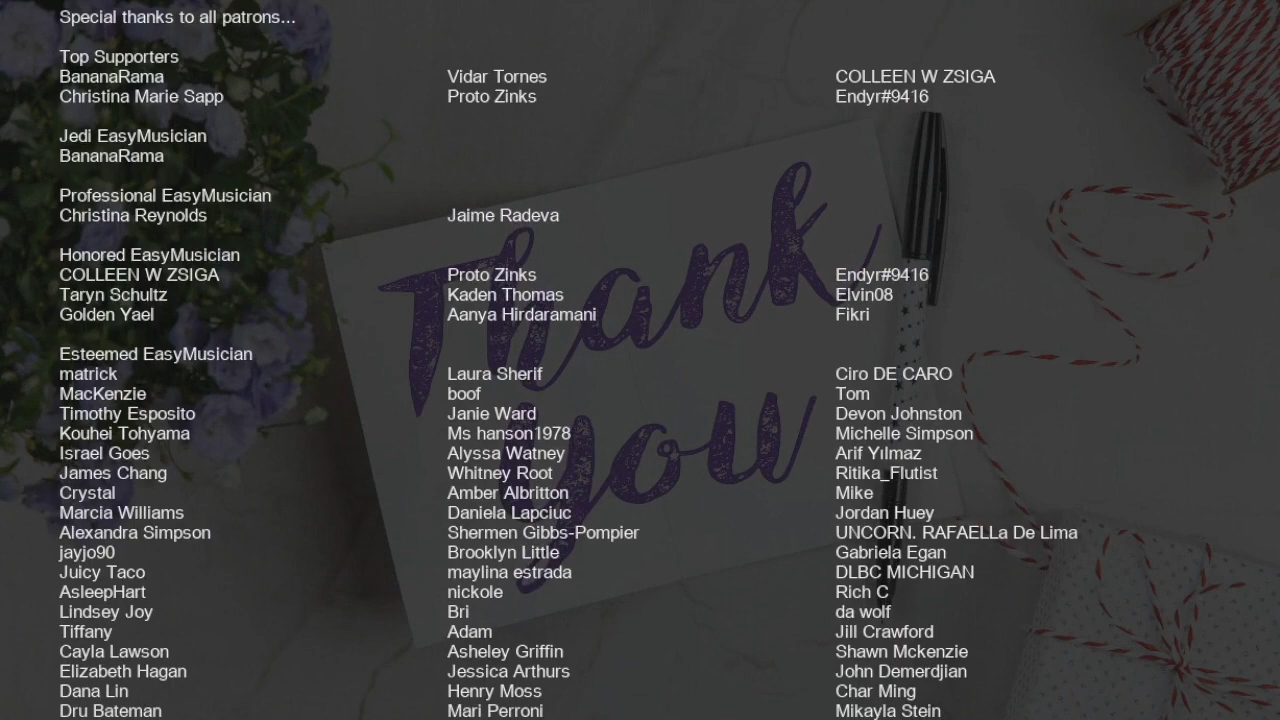 Special thanks to all patrons...
Top Supporters
BananaRama Vidar Tornes COLLEEN W ZSIGA
Christina Marie Sapp Proto Zinks Endyr#9416
Jedi EasyMusician
BananaRama
Professional EasyMusician
Christina Reynolds Jaime Radeva
Honored EasyMusician
COLLEEN W ZSIGA Proto Zinks Endyr#9416
Taryn Schultz Kaden Thomas Elvin08
Golden Yael Aanya Hirdaramani Fikri
Esteemed EasyMusician
matrick Laura Sherif Ciro DE CARO
MacKenzie boof Tom
Timothy Esposito Janie Ward Devon Johnston
Kouhei Tohyama Ms hanson1978 Michelle Simpson
Israel Goes Alyssa Watney Arif Yılmaz
James Chang Whitney Root Ritika_Flutist
Crystal Amber Albritton Mike
Marcia Williams Daniela Lapciuc Jordan Huey
Alexandra Simpson Shermen Gibbs-Pompier UNCORN. RAFAELLa De Lima
jayjo90 Brooklyn Little Gabriela Egan
Juicy Taco maylina estrada DLBC MICHIGAN
AsleepHart nickole Rich C
Lindsey Joy Bri da wolf
Tiffany Adam Jill Crawford
Cayla Lawson Asheley Griffin Shawn Mckenzie
Elizabeth Hagan Jessica Arthurs John Demerdjian
Dana Lin Henry Moss Char Ming
Dru Bateman Mari Perroni Mikayla Stein
Thank
you